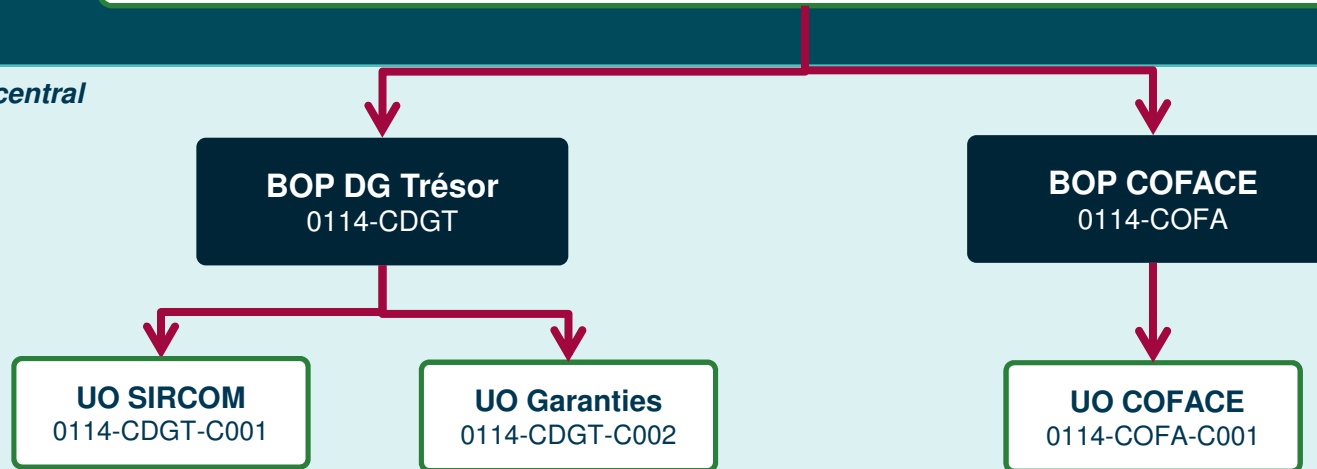 central
BOP DG Trésor
0114-CDGT
BOP COFACE
0114-COFA
UO SIRCOM
0114-CDGT-C001
UO Garanties
0114-CDGT-C002
UO COFACE
0114-COFA-C001